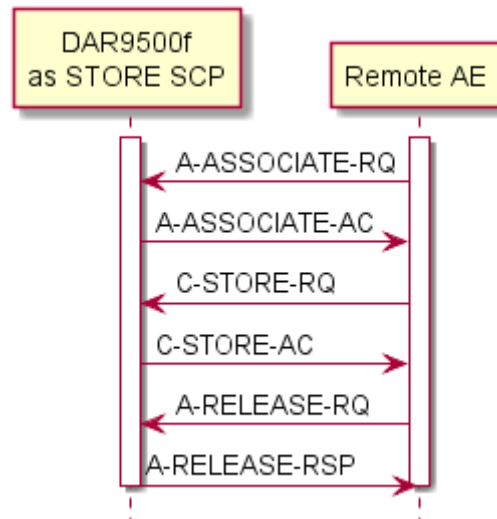 DAR9500f
as STORE SCP
Remote AE
A-ASSOCIATE-RQ
A-ASSOCIATE-AC
C-STORE-RQ
C-STORE-AC
A-RELEASE-RQ
A-RELEASE-RSP